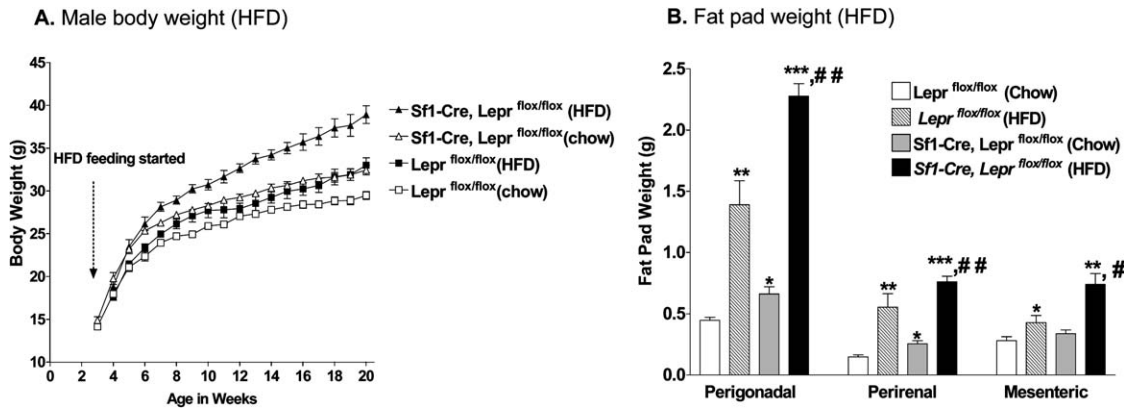 A. Male body weight (HFD)
45
40
35
30
25
20
15
10
Body Weight (g)
HFD feeding started
0 2 4 6 8 10 12 14 16 18 20
Age in Weeks
Sf1-Cre, Lepr flox/flox (HFD)
Sf1-Cre, Lepr flox/flox (chow)
Lepr flox/flox (HFD)
Lepr flox/flox (chow)
B. Fat pad weight (HFD)
2.5
2.0
1.5
1.0
0.5
0.0
Fat Pad Weight (g)
**
*
***,# #
**
*
***,# #
*
**, #
Perigonadal Perirenal Mesenteric
Lepr flox/flox (Chow)
Lepr flox/flox (HFD)
Sf1-Cre, Lepr flox/flox (Chow)
Sf1-Cre, Lepr flox/flox (HFD)